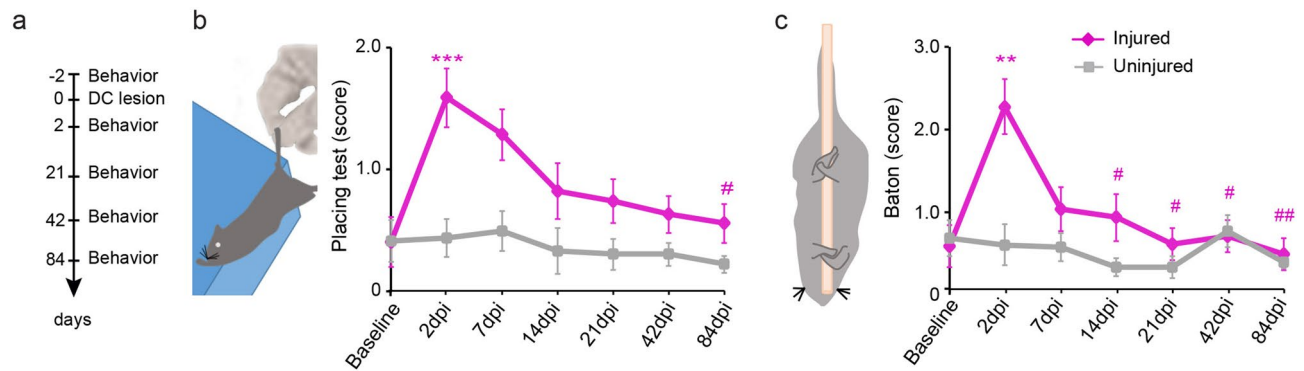 a
-2 Behavior
0 DC lesion
2 Behavior
21 Behavior
42 Behavior
84 Behavior
days
b
Placing test (score)
2.0
1.0
0
***
#
Baseline
2dpi
7dpi
14dpi
21dpi
42dpi
84dpi
c
Baton (score)
3.0
2.0
1.0
0
**
#
#
#
##
Injured
Uninjured
Baseline
2dpi
7dpi
14dpi
21dpi
42dpi
84dpi